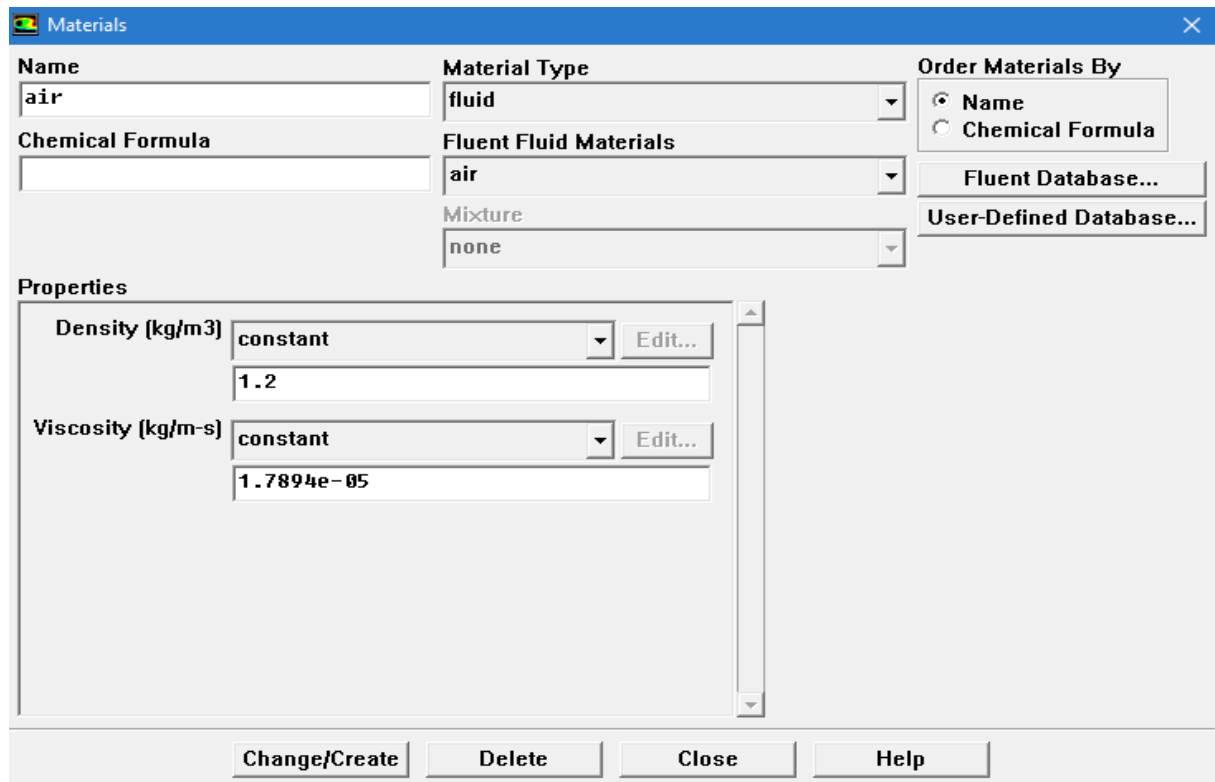 Materials
Name
air
Chemical Formula
Material Type
fluid
Fluent Fluid Materials
air
Mixture
none
Order Materials By
Name
Chemical Formula
Fluent Database...
User-Defined Database...
Properties
Density (kg/m3)
constant
Edit...
1.2
Viscosity (kg/m-s)
constant
Edit...
1.7894e-05
Change/Create
Delete
Close
Help